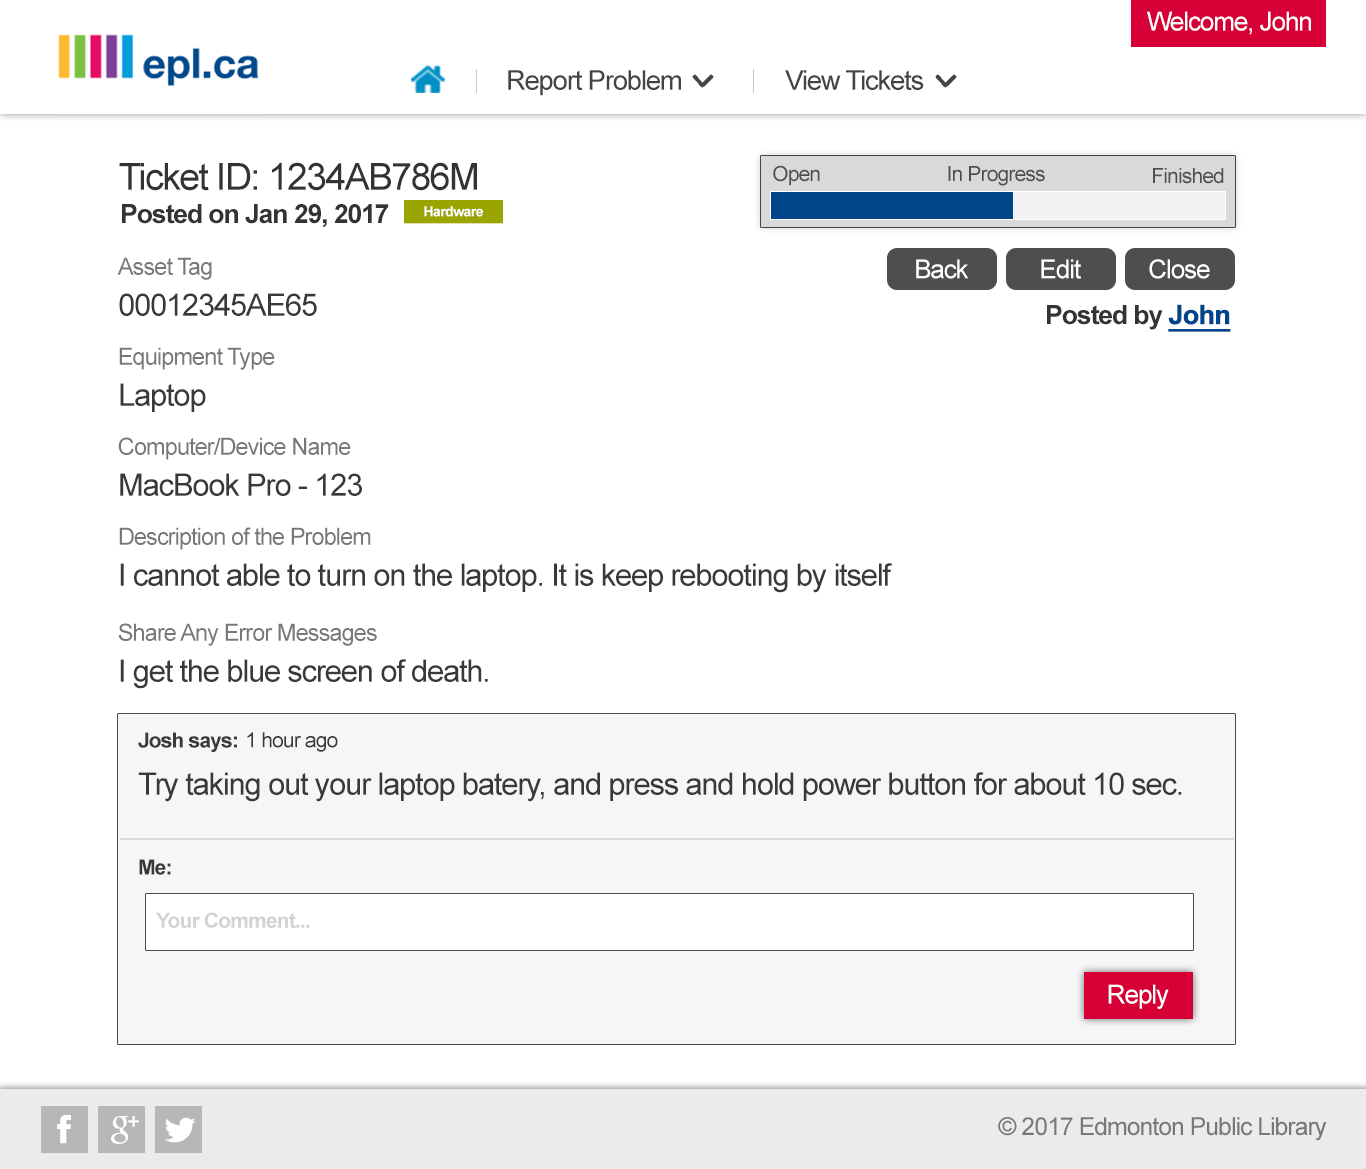 Welcome, John
epl.ca
Report Problem
View Tickets
Ticket ID: 1234AB786M
Posted on Jan 29, 2017
Hardware
Open
In Progress
Finished
Back
Edit
Close
Posted by John
Asset Tag
00012345AE65
Equipment Type
Laptop
Computer/Device Name
MacBook Pro - 123
Description of the Problem
I cannot able to turn on the laptop. It is keep rebooting by itself
Share Any Error Messages
I get the blue screen of death.
Josh says: 1 hour ago
Try taking out your laptop batery, and press and hold power button for about 10 sec.
Me:
Your Comment...
Reply
f
g+
© 2017 Edmonton Public Library